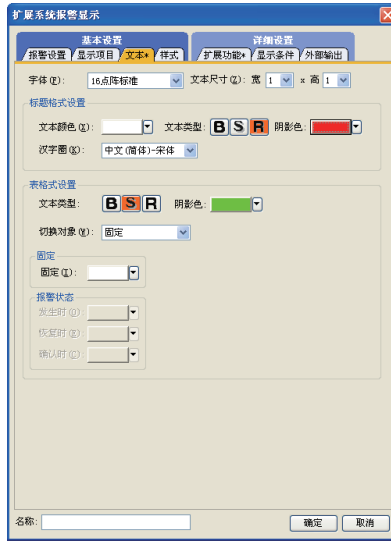 扩展系统报警显示
基本设置
详细设置
报警设置 显示项目 文本* 样式 扩展功能* 显示条件 外部输出
字体(F): 16点阵标准 文本尺寸(Z): 宽 1 x 高 1
标题格式设置
文本颜色(X): 文本类型: B S R 阴影色:
汉字圈(K): 中文(简体)-宋体
表格式设置
文本类型: B S R 阴影色:
切换对象(W): 固定
固定
固定(I):
报警状态
发生时(O):
恢复时(E):
确认时(C):
名称:
确定 取消